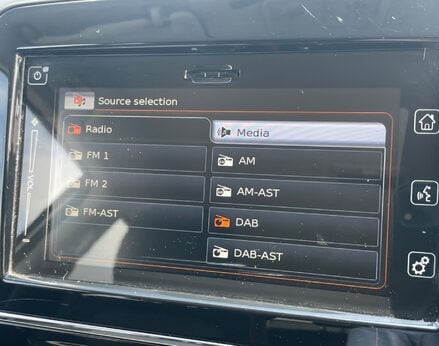 Source selection
Radio
Media
FM 1
AM
FM 2
AM-AST
FM-AST
DAB
DAB-AST
VOL